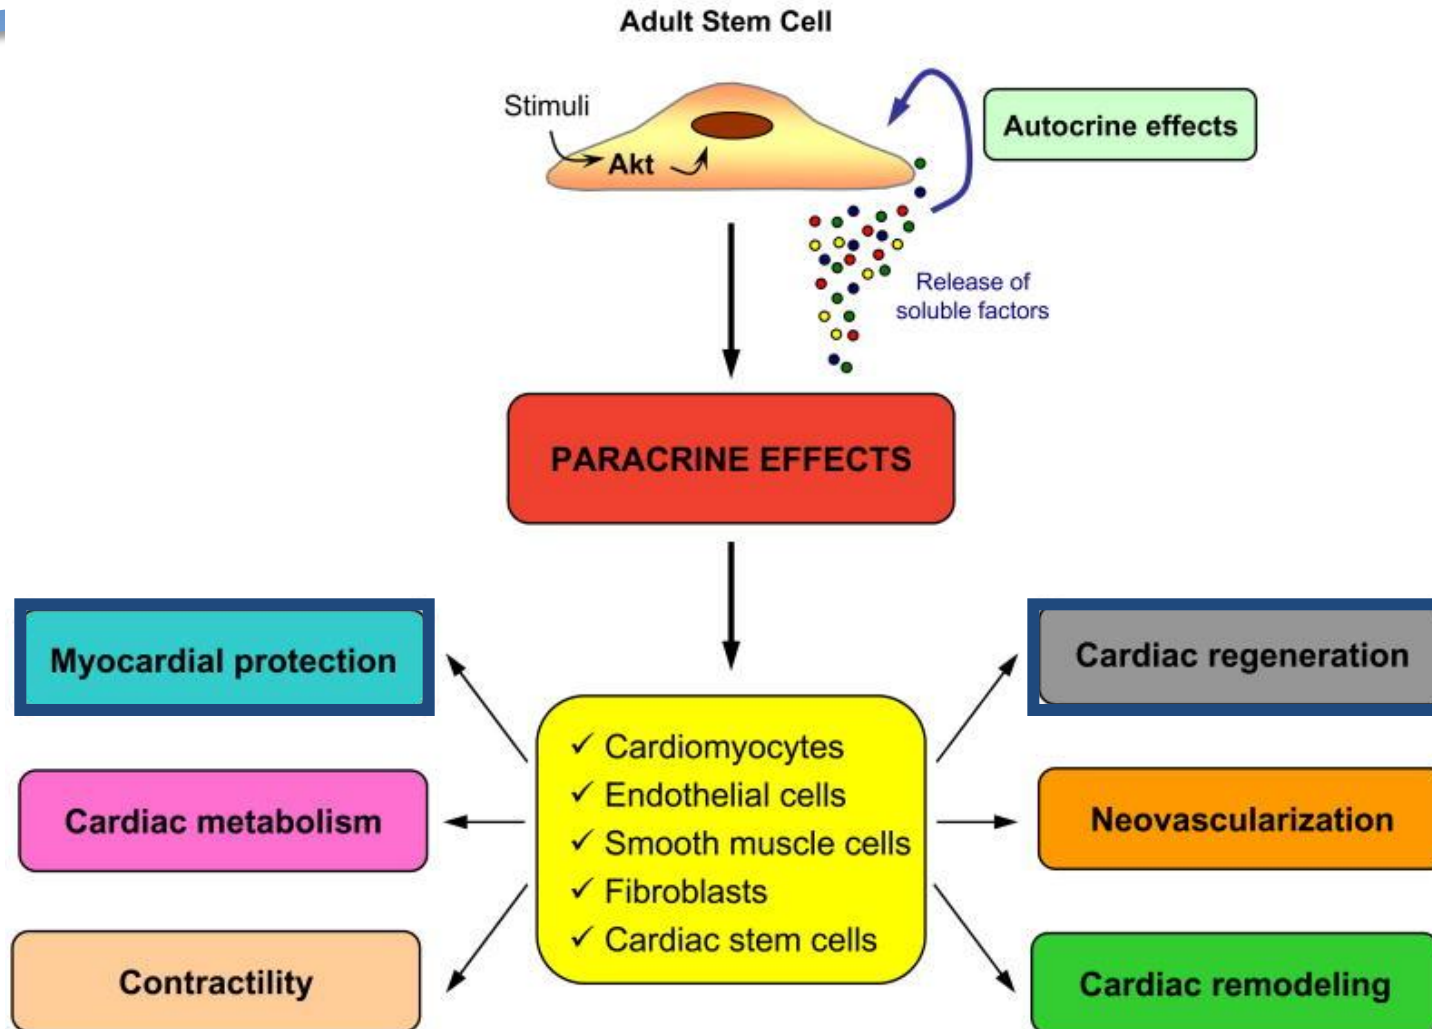 Adult Stem Cell
Stimuli
Akt
Autocrine effects
Release of
soluble factors
PARACRINE EFFECTS
Myocardial protection
Cardiac metabolism
Contractility
✓ Cardiomyocytes
✓ Endothelial cells
✓ Smooth muscle cells
✓ Fibroblasts
✓ Cardiac stem cells
Cardiac regeneration
Neovascularization
Cardiac remodeling